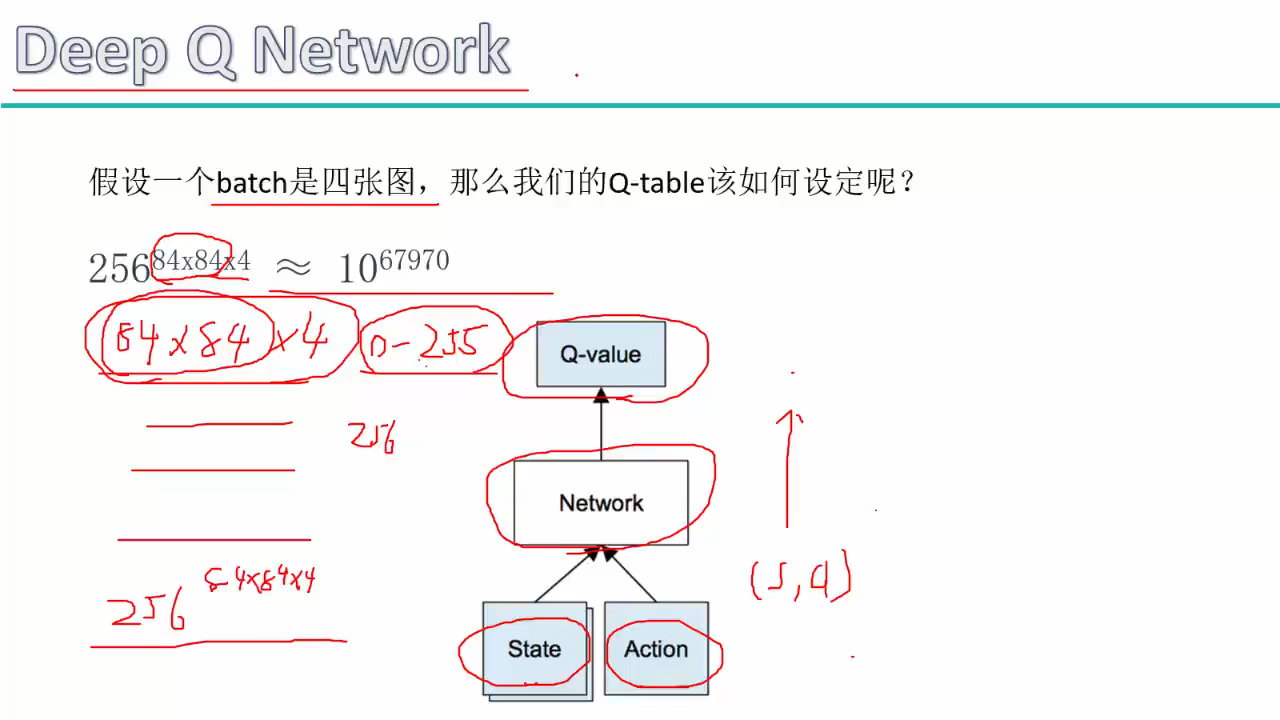 Deep Q Network
假设一个batch是四张图，那么我们的Q-table该如何设定呢？
256^84x84x4 ≈ 10^67970
84x84x4 0-255
Q-value
256
Network
256^84x84x4
(s,a)
State Action